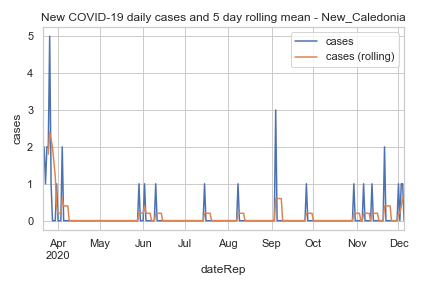 New COVID-19 daily cases and 5 day rolling mean - New_Caledonia
cases
cases (rolling)
cases
5
4
3
2
1
0
Apr May Jun Jul Aug Sep Oct Nov Dec
2020
dateRep